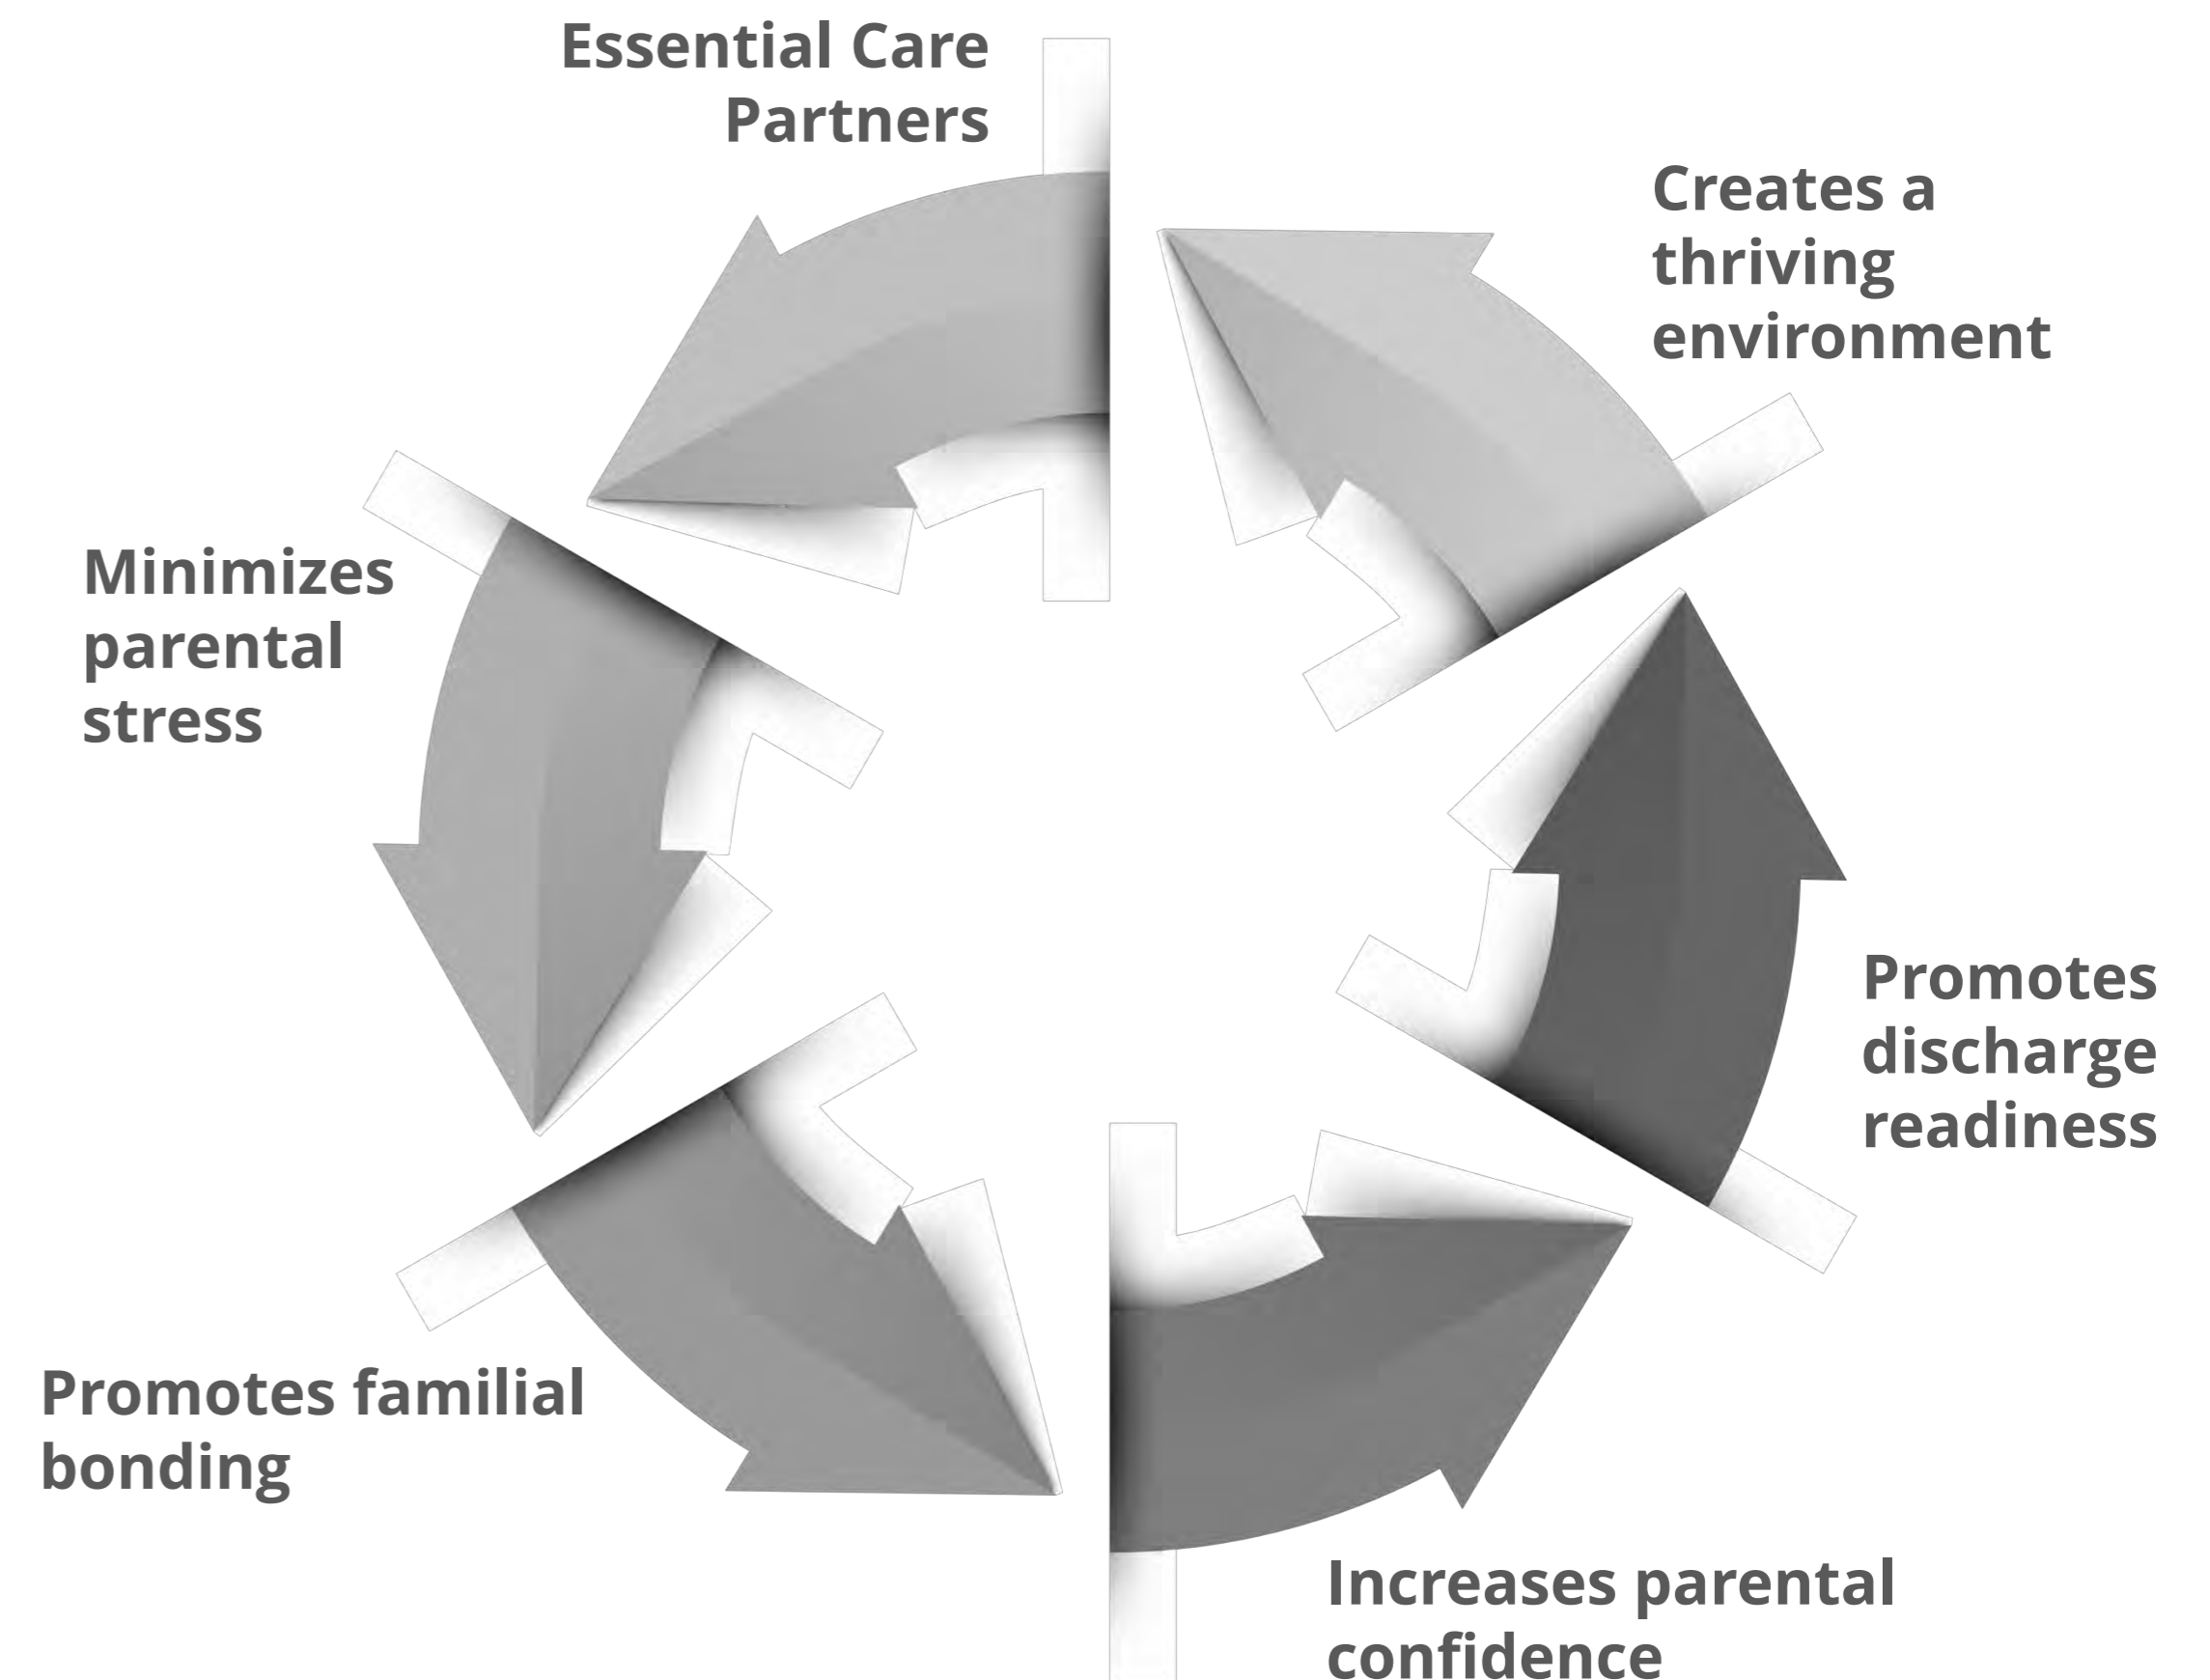 Essential Care
Partners
Creates a
thriving
environment
Minimizes
parental
stress
Promotes
discharge
readiness
Promotes familial
bonding
Increases parental
confidence